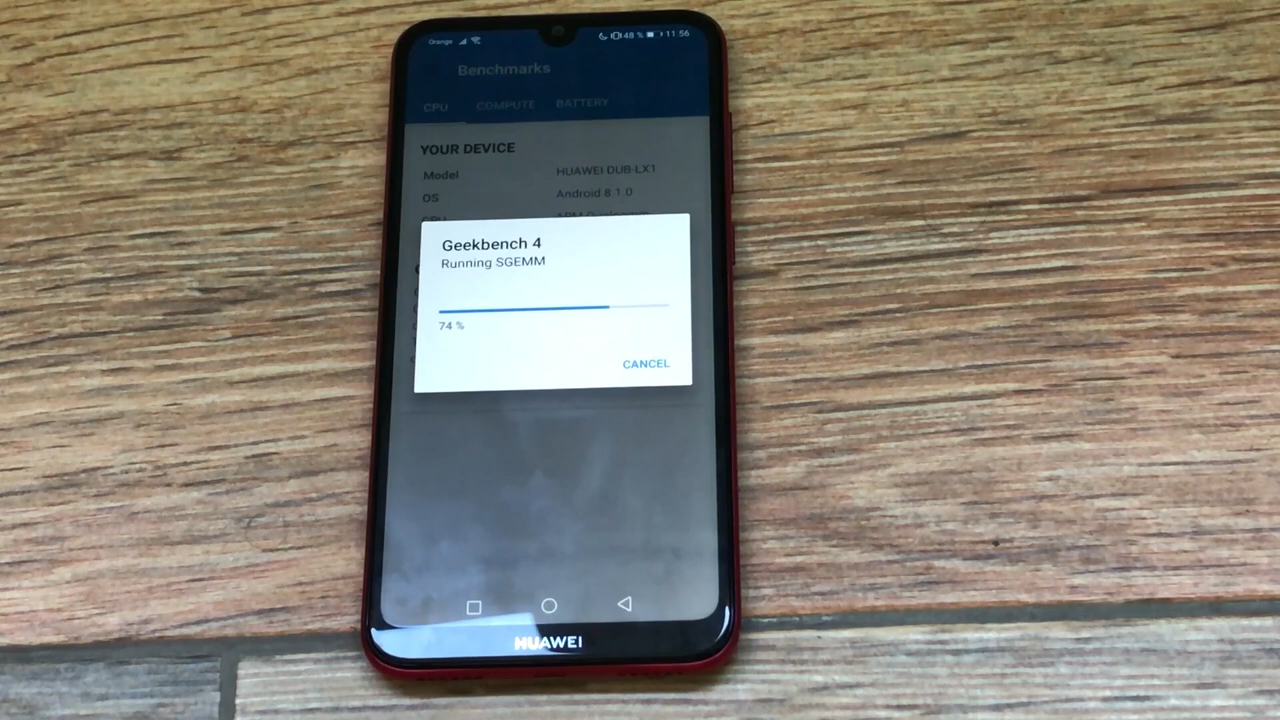 Orange 48 % 11:56
Benchmarks
CPU COMPUTE BATTERY
YOUR DEVICE
Model HUAWEI DUB-LX1
OS Android 8.1.0
Geekbench 4
Running SGEMM
74 %
CANCEL
HUAWEI